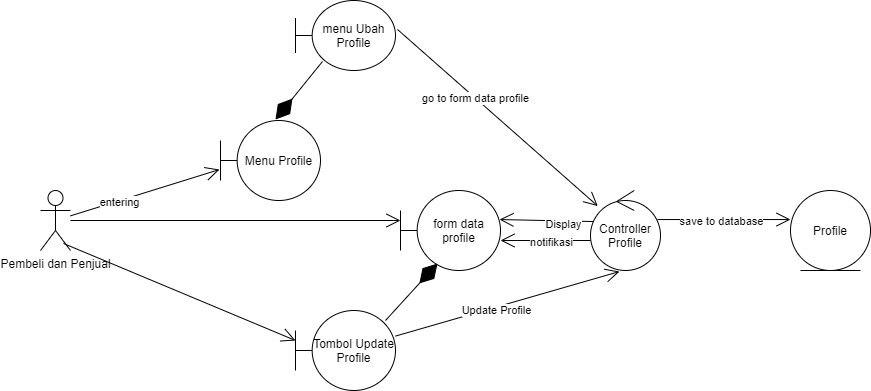 menu Ubah
Profile
go to form data profile
Menu Profile
entering
form data
profile
Display
notifikasi
Controller
Profile
save to database
Profile
Pembeli dan Penjual
Update Profile
Tombol Update
Profile